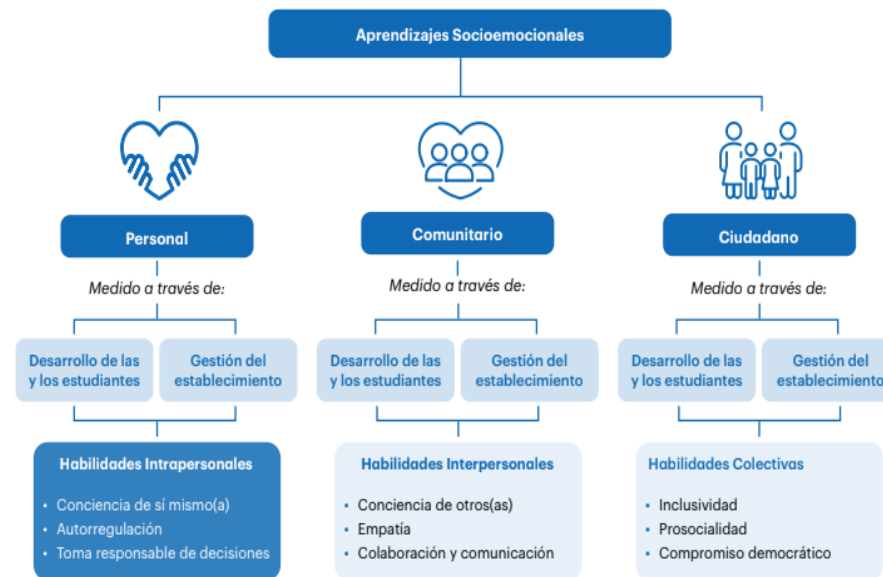 Aprendizajes Socioemocionales
Personal
Medido a través de:
Desarrollo de las
y los estudiantes
Gestión del
establecimiento
Habilidades Intrapersonales
• Conciencia de sí mismo(a)
• Autorregulación
• Toma responsable de decisiones
Comunitario
Medido a través de:
Desarrollo de las
y los estudiantes
Gestión del
establecimiento
Habilidades Interpersonales
• Conciencia de otros(as)
• Empatía
• Colaboración y comunicación
Ciudadano
Medido a través de:
Desarrollo de las
y los estudiantes
Gestión del
establecimiento
Habilidades Colectivas
• Inclusividad
• Prosocialidad
• Compromiso democrático